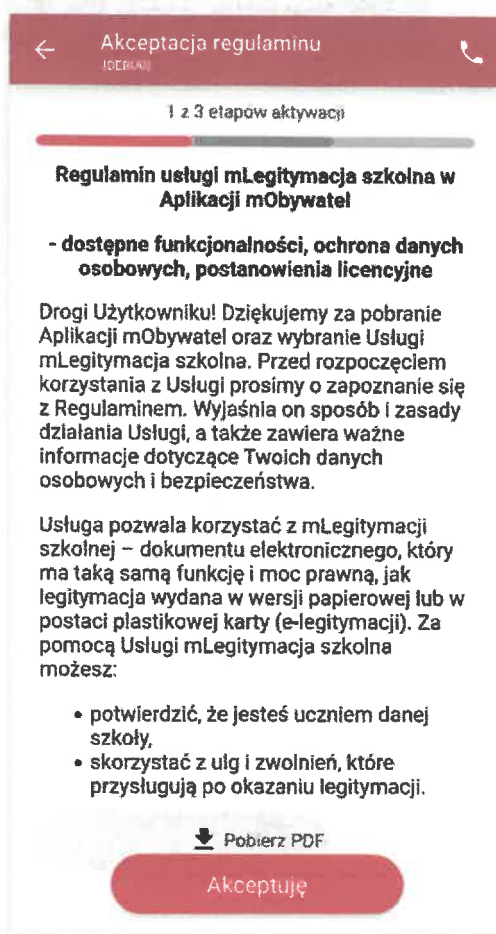 Akceptacja regulaminu
1 z 3 etapów aktywacji
Regulamin usługi mLegitymacja szkolna w
Aplikacji mObywatel
- dostępne funkcjonalności, ochrona danych
osobowych, postanowienia licencyjne
Drogi Użytkowniku! Dziękujemy za pobranie
Aplikacji mObywatel oraz wybranie Usługi
mLegitymacja szkolna. Przed rozpoczęciem
korzystania z Usługi prosimy o zapoznanie się
z Regulaminem. Wyjaśnia on sposób i zasady
działania Usługi, a także zawiera ważne
informacje dotyczące Twoich danych
osobowych i bezpieczeństwa.
Usługa pozwala korzystać z mLegitymacji
szkolnej – dokumentu elektronicznego, który
ma taką samą funkcję i moc prawną, jak
legitymacja wydana w wersji papierowej lub w
postaci plastikowej karty (e-legitymacji). Za
pomocą Usługi mLegitymacja szkolna
możesz:
• potwierdzić, że jesteś uczniem danej
szkoły,
• skorzystać z ulg i zwolnień, które
przysługują po okazaniu legitymacji.
Pobierz PDF
Akceptuję